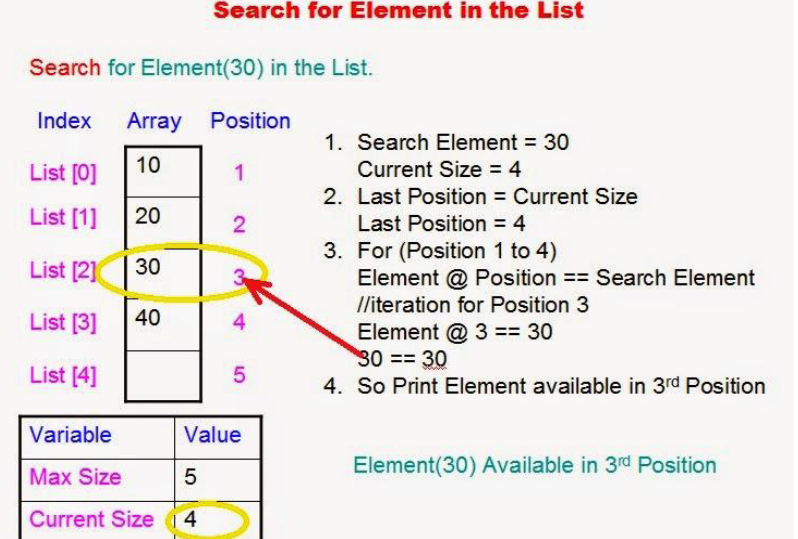 Search for Element in the List
Search for Element(30) in the List.
Index Array Position
List [0] 10 1
List [1] 20 2
List [2] 30 3
List [3] 40 4
List [4] 5
1. Search Element = 30
Current Size = 4
2. Last Position = Current Size
Last Position = 4
3. For (Position 1 to 4)
Element @ Position == Search Element
//iteration for Position 3
Element @ 3 == 30
30 == 30
4. So Print Element available in 3rd Position
Variable Value
Max Size 5
Current Size 4
Element(30) Available in 3rd Position